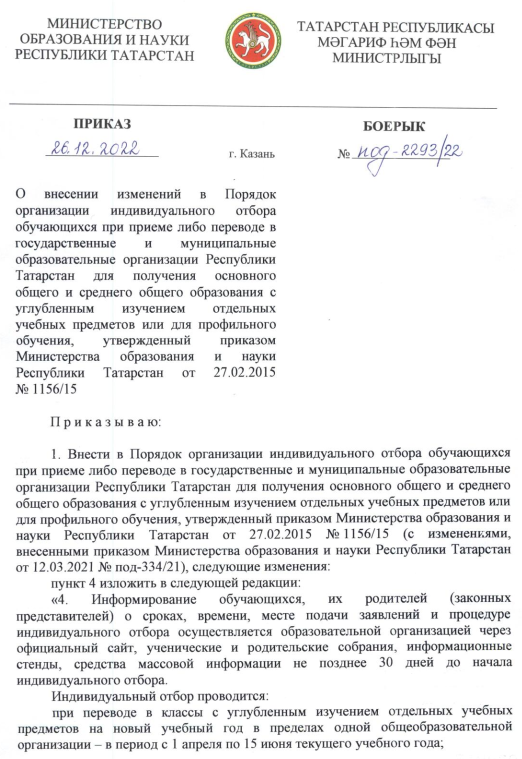 МИНИСТЕРСТВО
ОБРАЗОВАНИЯ И НАУКИ
РЕСПУБЛИКИ ТАТАРСТАН
ТАТАРСТАН РЕСПУБЛИКАСЫ
МӘГАРИФ ҺӘМ ФӘН
МИНИСТРЛЫГЫ
ПРИКАЗ
БОЕРЫК
26.12.2022
г. Казань
№ под-2293/22
О внесении изменений в Порядок
организации индивидуального отбора
обучающихся при приеме либо переводе в
государственные и муниципальные
образовательные организации Республики
Татарстан для получения основного
общего и среднего общего образования с
углубленным изучением отдельных
учебных предметов или для профильного
обучения, утвержденный приказом
Министерства образования и науки
Республики Татарстан от 27.02.2015
№ 1156/15
Приказываю:
1. Внести в Порядок организации индивидуального отбора обучающихся
при приеме либо переводе в государственные и муниципальные образовательные
организации Республики Татарстан для получения основного общего и среднего
общего образования с углубленным изучением отдельных учебных предметов или
для профильного обучения, утвержденный приказом Министерства образования и
науки Республики Татарстан от 27.02.2015 № 1156/15 (с изменениями,
внесенными приказом Министерства образования и науки Республики Татарстан
от 12.03.2021 № под-334/21), следующие изменения:
пункт 4 изложить в следующей редакции:
«4. Информирование обучающихся, их родителей (законных
представителей) о сроках, времени, месте подачи заявлений и процедуре
индивидуального отбора осуществляется образовательной организацией через
официальный сайт, ученические и родительские собрания, информационные
стенды, средства массовой информации не позднее 30 дней до начала
индивидуального отбора.
Индивидуальный отбор проводится:
при переводе в классы с углубленным изучением отдельных учебных
предметов на новый учебный год в пределах одной общеобразовательной
организации – в период с 1 апреля по 15 июня текущего учебного года;